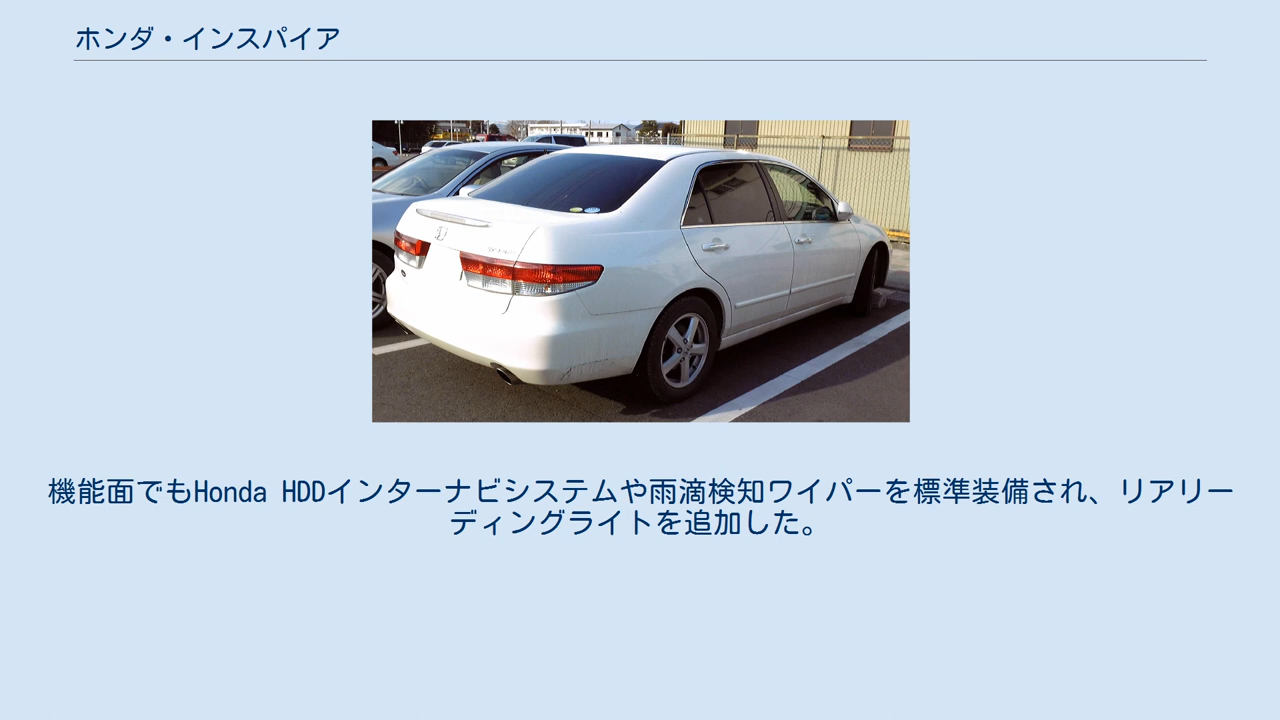 ホンダ・インスパイア
機能面でもHonda HDDインターナビシステムや雨滴検知ワイパーを標準装備され、リアリー
ディングライトを追加した。